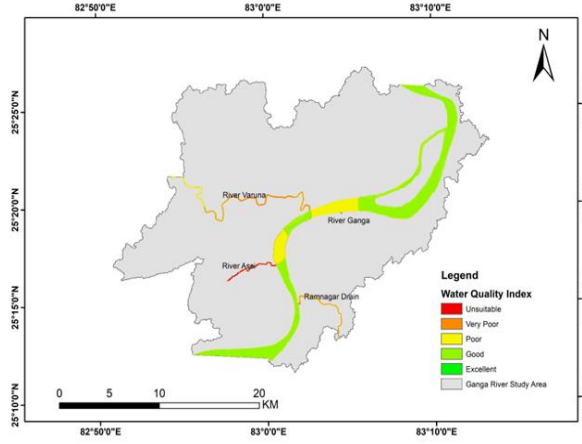 82°50'0"E 83°0'0"E 83°10'0"E
N
25°25'0"N
25°20'0"N
25°15'0"N
25°10'0"N
River Varuna
River Ganga
River Assi
Ramnagar Drain
Legend
Water Quality Index
Unsuitable
Very Poor
Poor
Good
Excellent
Ganga River Study Area
0 5 10 20
KM
82°50'0"E 83°0'0"E 83°10'0"E